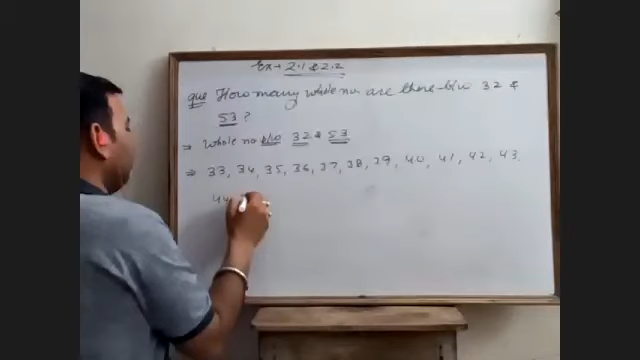 Ex → 2.1 & 2.2
que How many whole no. are there b/w 32 &
53 ?
⇒ Whole no b/w 32 & 53
⇒ 33, 34, 35, 36, 37, 38, 39, 40, 41, 42, 43,
44,